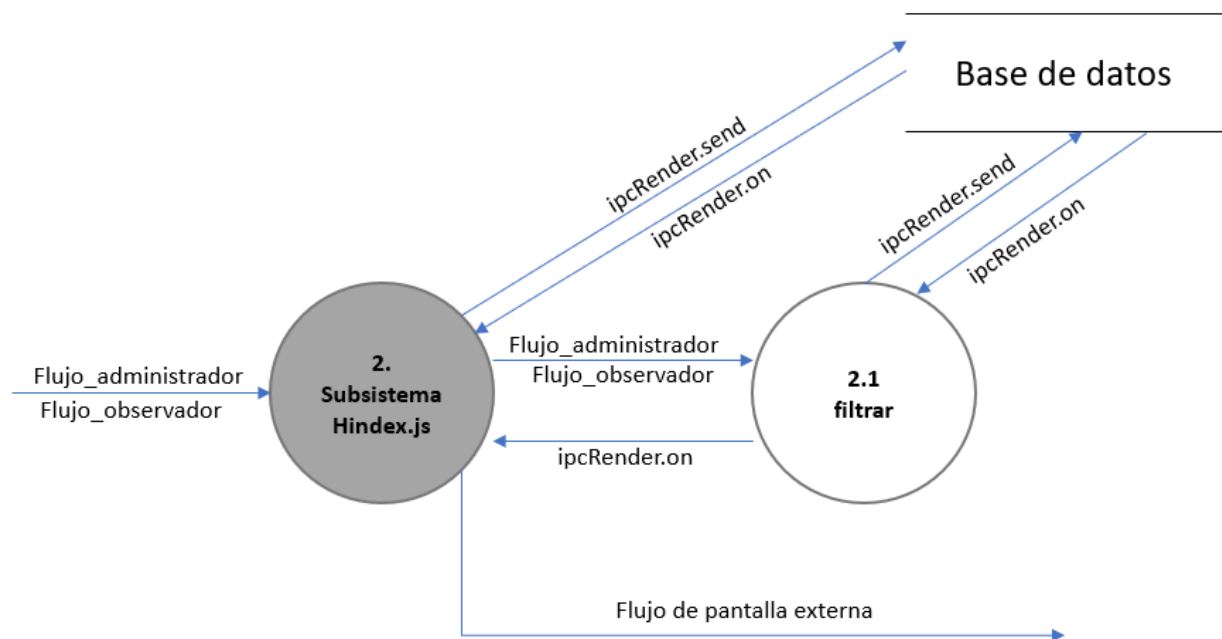 Base de datos
ipcRender.send
ipcRender.on
ipcRender.send
ipcRender.on
Flujo_administrador
Flujo_observador
2.
Subsistema
Hindex.js
Flujo_administrador
Flujo_observador
ipcRender.on
2.1
filtrar
Flujo de pantalla externa